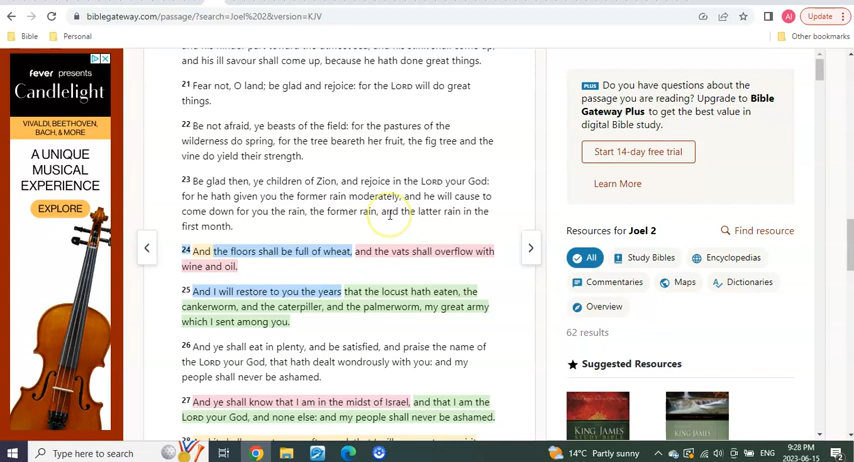 biblegateway.com/passage/?search=Joel%202&version=KJV
AI
Update
Bible
Personal
Other bookmarks
fever PRESENTS
Candlelight
VIVALDI, BEETHOVEN,
BACH, & MORE
A UNIQUE
MUSICAL
EXPERIENCE
EXPLORE
and his ill savour shall come up, because he hath done great things.
21 Fear not, O land; be glad and rejoice: for the LORD will do great
things.
22 Be not afraid, ye beasts of the field: for the pastures of the
wilderness do spring, for the tree beareth her fruit, the fig tree and the
vine do yield their strength.
23 Be glad then, ye children of Zion, and rejoice in the LORD your God:
for he hath given you the former rain moderately, and he will cause to
come down for you the rain, the former rain, and the latter rain in the
first month.
24 And the floors shall be full of wheat, and the vats shall overflow with
wine and oil.
25 And I will restore to you the years that the locust hath eaten, the
cankerworm, and the caterpiller, and the palmerworm, my great army
which I sent among you.
26 And ye shall eat in plenty, and be satisfied, and praise the name of
the LORD your God, that hath dealt wondrously with you: and my
people shall never be ashamed.
27 And ye shall know that I am in the midst of Israel, and that I am the
LORD your God, and none else: and my people shall never be ashamed.
PLUS Do you have questions about the
passage you are reading? Upgrade to Bible
Gateway Plus to get the best value in
digital Bible study.
Start 14-day free trial
Learn More
Resources for Joel 2
Find resource
All
Study Bibles
Encyclopedias
Commentaries
Maps
Dictionaries
Overview
62 results
Suggested Resources
KING JAMES
STUDY BIBLE
KING JAMES
Type here to search
14°C Partly sunny
ENG
9:28 PM
2023-06-15
2